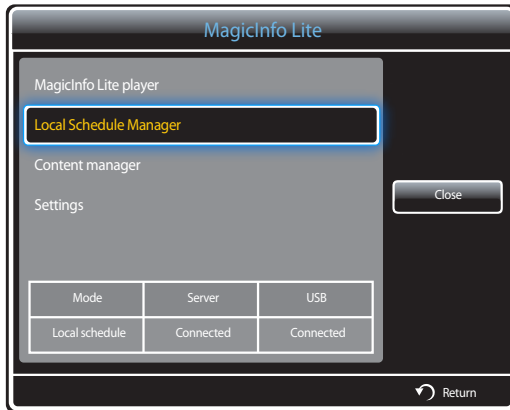 MagicInfo Lite
MagicInfo Lite player
Local Schedule Manager
Content manager
Settings
Close
Mode Server USB
Local schedule Connected Connected
Return